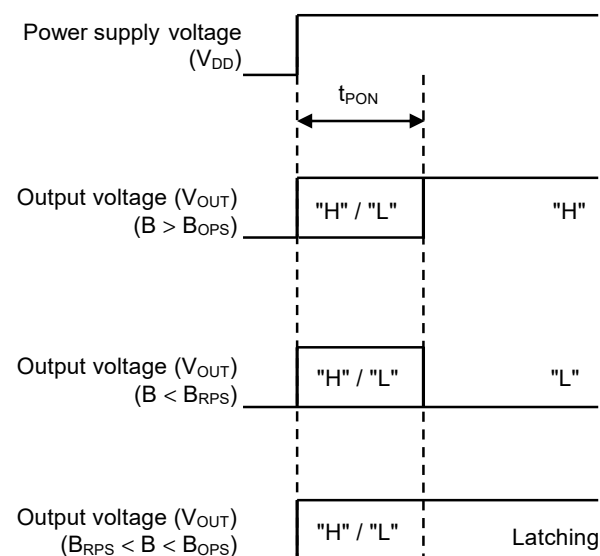 Power supply voltage
(VDD)
tPON
Output voltage (VOUT)
(B > BOPS)
"H" / "L"
"H"
Output voltage (VOUT)
(B < BRPS)
"H" / "L"
"L"
Output voltage (VOUT)
(BRPS < B < BOPS)
"H" / "L"
Latching